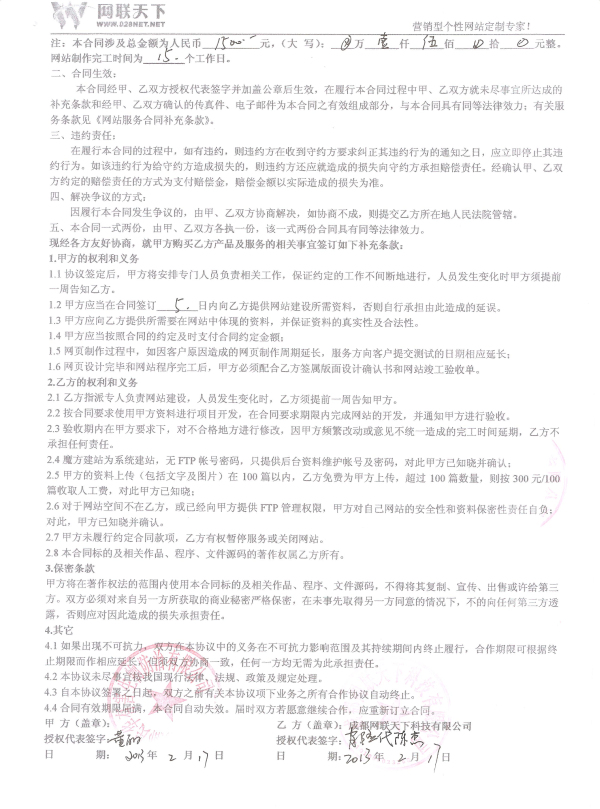 网联天下
WWW.028NET.NET
营销型个性网站定制专家!
注: 本合同涉及总金额为人民币 1500 元,(大 写): 0 万 壹 仟 伍 佰 0 拾 0 元整。
网站制作完工时间为 15 个工作日。
二、合同生效:
本合同经甲、乙双方授权代表签字并加盖公章后生效。在履行本合同过程中甲、乙双方就未尽事宜所达成的
补充条款和经甲、乙双方确认的传真件、电子邮件为本合同之有效组成部分,与本合同具有同等法律效力;有关服
务条款见《网站服务合同补充条款》。
三、违约责任:
在履行本合同的过程中,如有违约,则违约方在收到守约方要求纠正其违约行为的通知之日,应立即停止其违
约行为。如该违约行为给守约方造成损失的,则违约方还应就造成的损失向守约方承担赔偿责任。经确认甲、乙双
方约定的赔偿责任的方式为支付赔偿金,赔偿金额以实际造成的损失为准。
四、解决争议的方式:
因履行本合同发生争议的,由甲、乙双方协商解决,如协商不成,则提交乙方所在地人民法院管辖。
五、本合同一式两份,由甲、乙双方各执一份,该一式两份合同具有同等法律效力。
现经各方友好协商,就甲方购买乙方产品及服务的相关事宜签订如下补充条款:
1.甲方的权利和义务
1.1 协议签定后,甲方将安排专门人员负责相关工作,保证约定的工作不间断地进行,人员发生变化时甲方须提前
一周告知乙方。
1.2 甲方应当在合同签订 5 日内向乙方提供网站建设所需资料,否则自行承担由此造成的延误。
1.3 甲方应向乙方提供所需要在网站中体现的资料,并保证资料的真实性及合法性。
1.4 甲方应当按照合同的约定及时支付合同约定金额;
1.5 网页制作过程中,如因客户原因造成的网页制作周期延长,服务方向客户提交测试的日期相应延长;
1.6 网页设计完毕和网站程序完工后,甲方必须配合乙方签属版面设计确认书和网站竣工验收单。
2.乙方的权利和义务
2.1 乙方指派专人负责网站建设,人员发生变化时,乙方须提前一周告知甲方。
2.2 按合同要求使用甲方资料进行项目开发,在合同要求期限内完成网站的开发,并通知甲方进行验收。
2.3 验收期内在甲方要求下,对不合格地方进行修改,因甲方频繁改动或意见不统一造成的完工时间延期,乙方不
承担任何责任。
2.4 魔方建站为系统建站,无 FTP 帐号密码,只提供后台资料维护帐号及密码,对此甲方已知晓并确认;
2.5 甲方的资料上传(包括文字及图片)在 100 篇以内,乙方免费为甲方上传,超过 100 篇数量,则按 300 元/100
篇收取人工费,对此甲方已知晓;
2.6 对于网站空间不在乙方,或已经向甲方提供 FTP 管理权限,甲方对自己网站的安全性和资料保密性责任自负;
对此,甲方已知晓并确认。
2.7 甲方未履行约定合同款项,乙方有权暂停服务或关闭网站。
2.8 本合同标的及相关作品、程序、文件源码的著作权属乙方所有。
3.保密条款
甲方将在著作权法的范围内使用本合同标的及相关作品、程序、文件源码,不得将其复制、宣传、出售或许给第三
方。双方必须对来自另一方所获取的商业秘密严格保密,在未事先取得另一方同意的情况下,不的向任何第三方透
露,否则应对因此造成的损失承担责任。
4.其它
4.1 如果出现不可抗力,双方在本协议中的义务在不可抗力影响范围及其持续期间内终止履行,合作期限可根据终
止期限而作相应延长,但须双方协商一致,任何一方均无需为此承担责任。
4.2 本协议未尽事宜按我国现行法律、法规、政策及规定处理。
4.3 自本协议签署之日起,双方之前有关本协议项下业务之所有合作协议自动终止。
4.4 合同有效期限届满,本合同自动失效。届时双方若愿意继续合作,应重新订立合同。
甲 方(盖章): 乙 方(盖章):成都网联天下科技有限公司
授权代表签字: 授权代表签字: 代陈杰
日 期: 2013 年 2 月 17 日 日 期: 2013 年 2 月 17 日